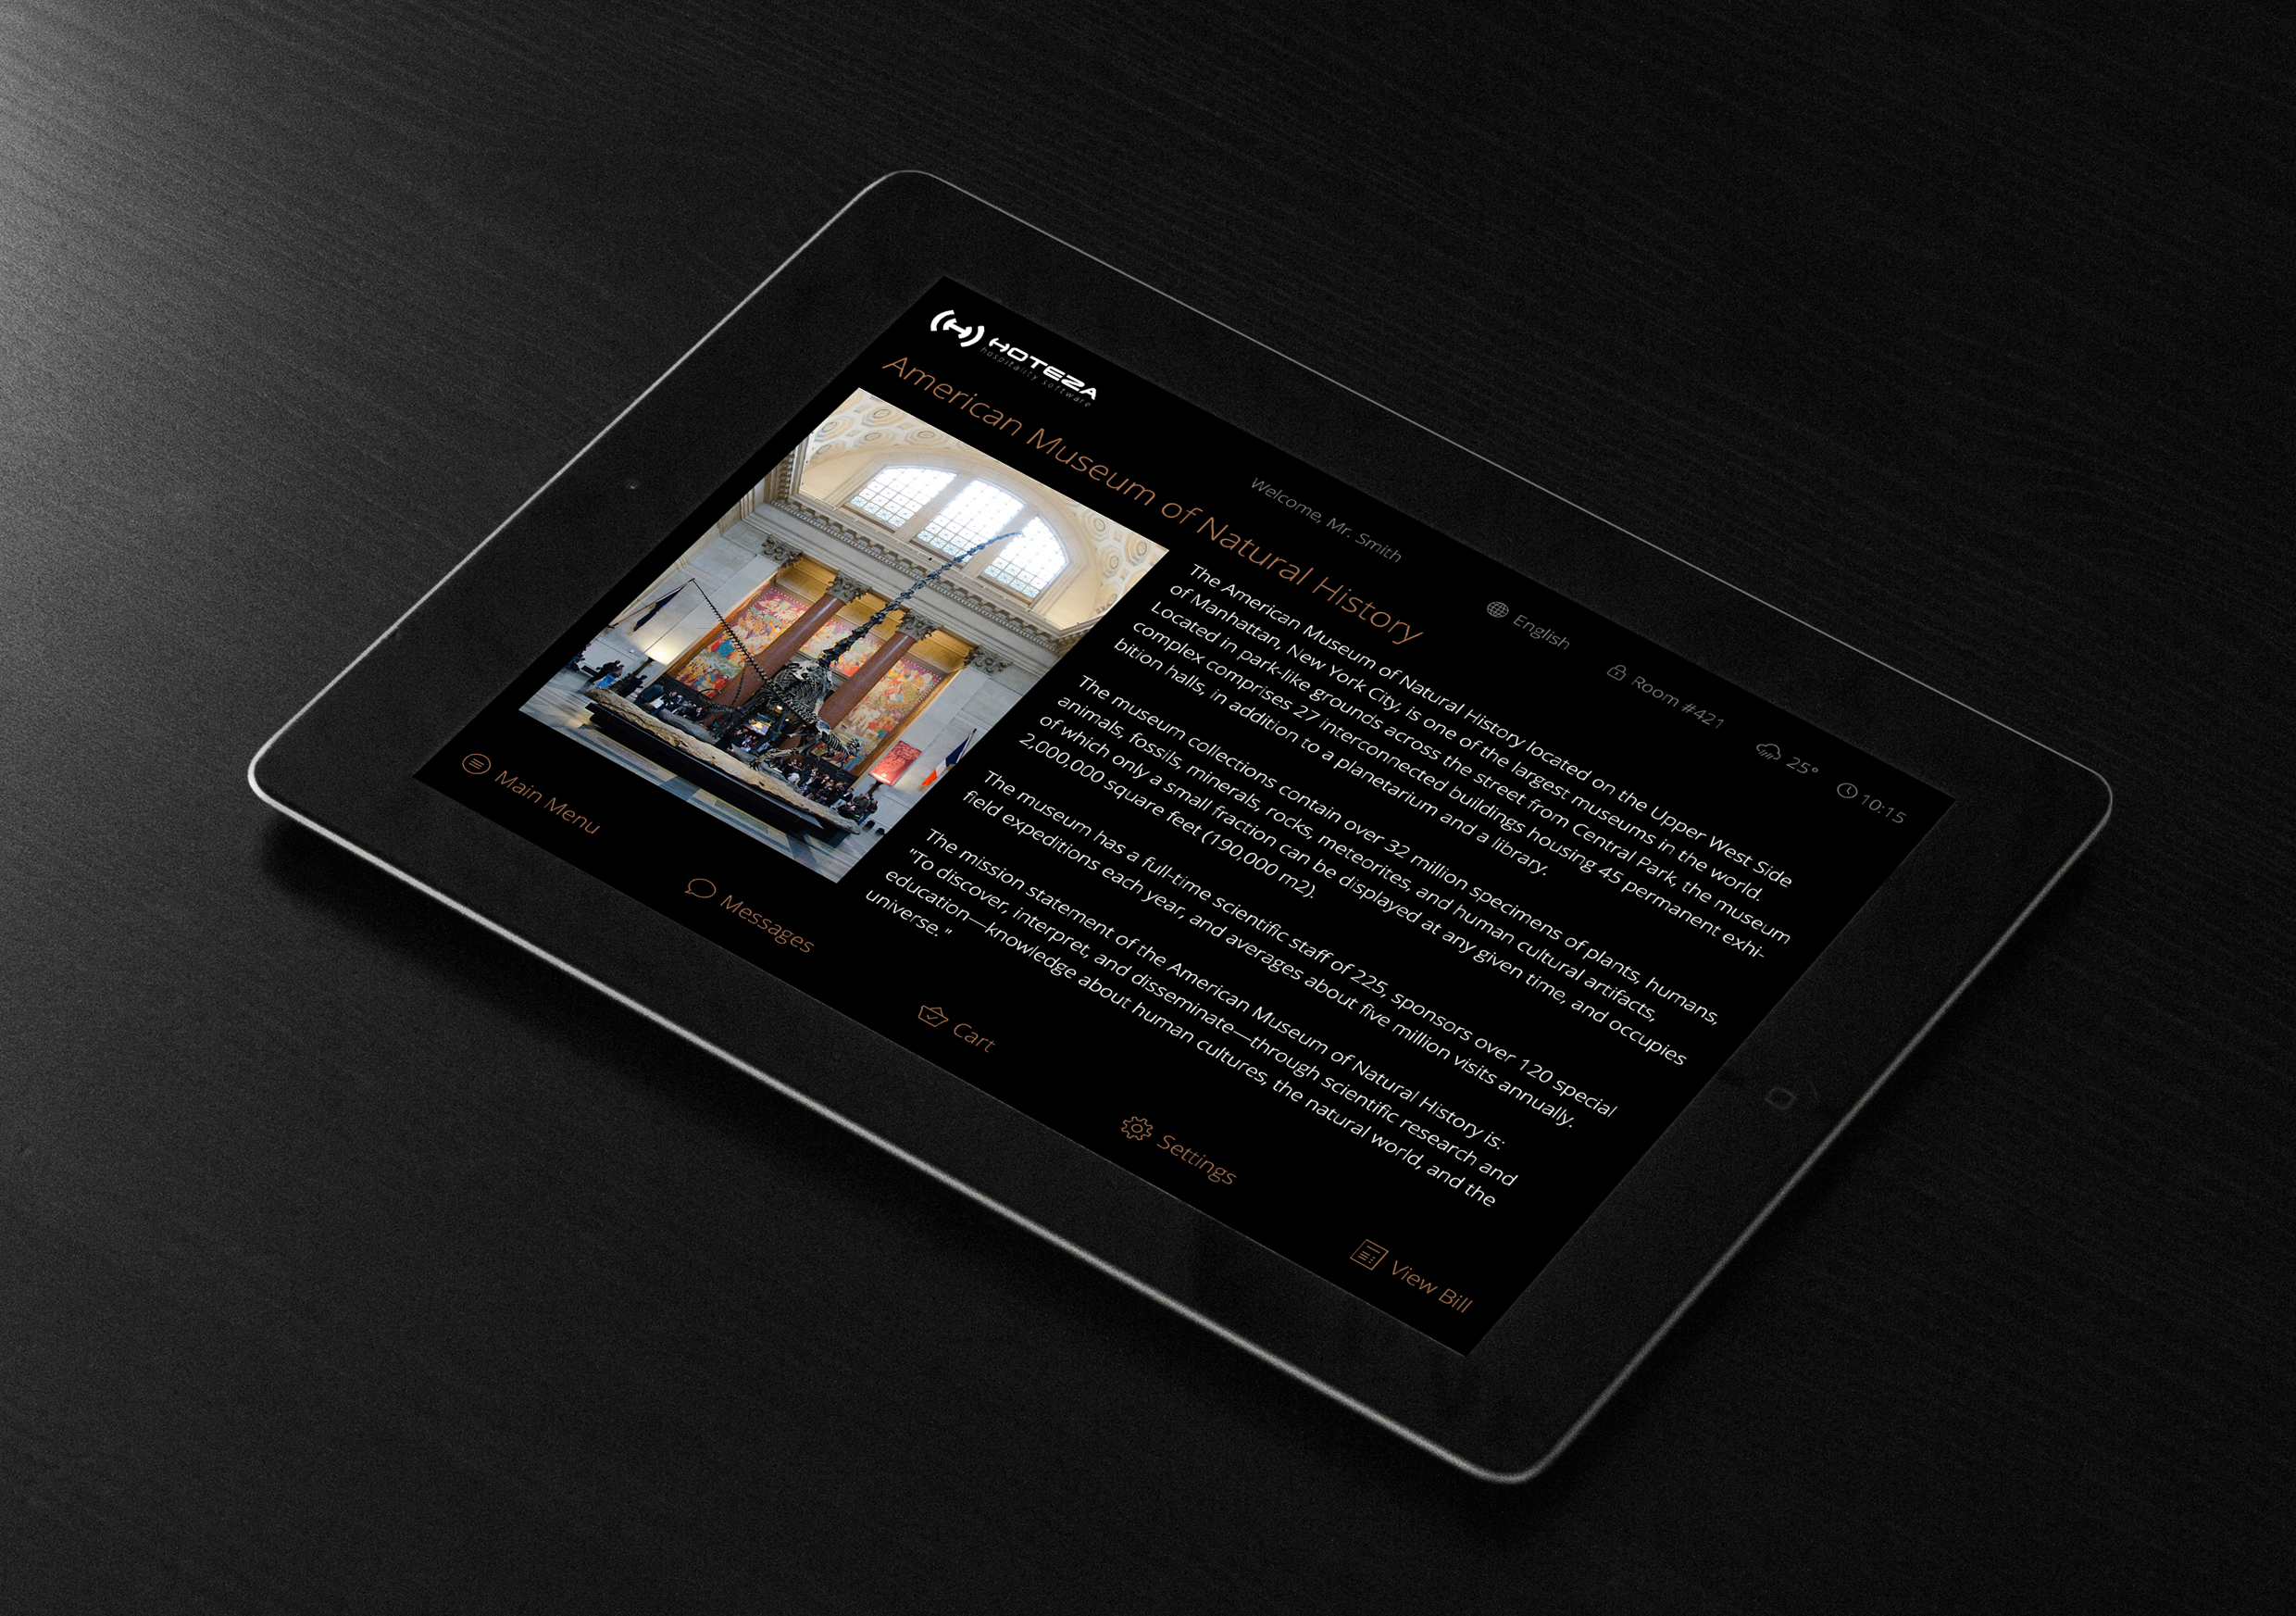 HOTEZA
hospitality software
Welcome, Mr. Smith
English
Room #421
25°
10:15
American Museum of Natural History
The American Museum of Natural History located on the Upper West Side
of Manhattan, New York City, is one of the largest museums in the world.
Located in park-like grounds across the street from Central Park, the museum
complex comprises 27 interconnected buildings housing 45 permanent exhi-
bition halls, in addition to a planetarium and a library.
The museum collections contain over 32 million specimens of plants, humans,
animals, fossils, minerals, rocks, meteorites, and human cultural artifacts,
of which only a small fraction can be displayed at any given time, and occupies
2,000,000 square feet (190,000 m2).
The museum has a full-time scientific staff of 225, sponsors over 120 special
field expeditions each year, and averages about five million visits annually.
The mission statement of the American Museum of Natural History is:
"To discover, interpret, and disseminate—through scientific research and
education—knowledge about human cultures, the natural world, and the
universe."
Main Menu
Messages
Cart
Settings
View Bill